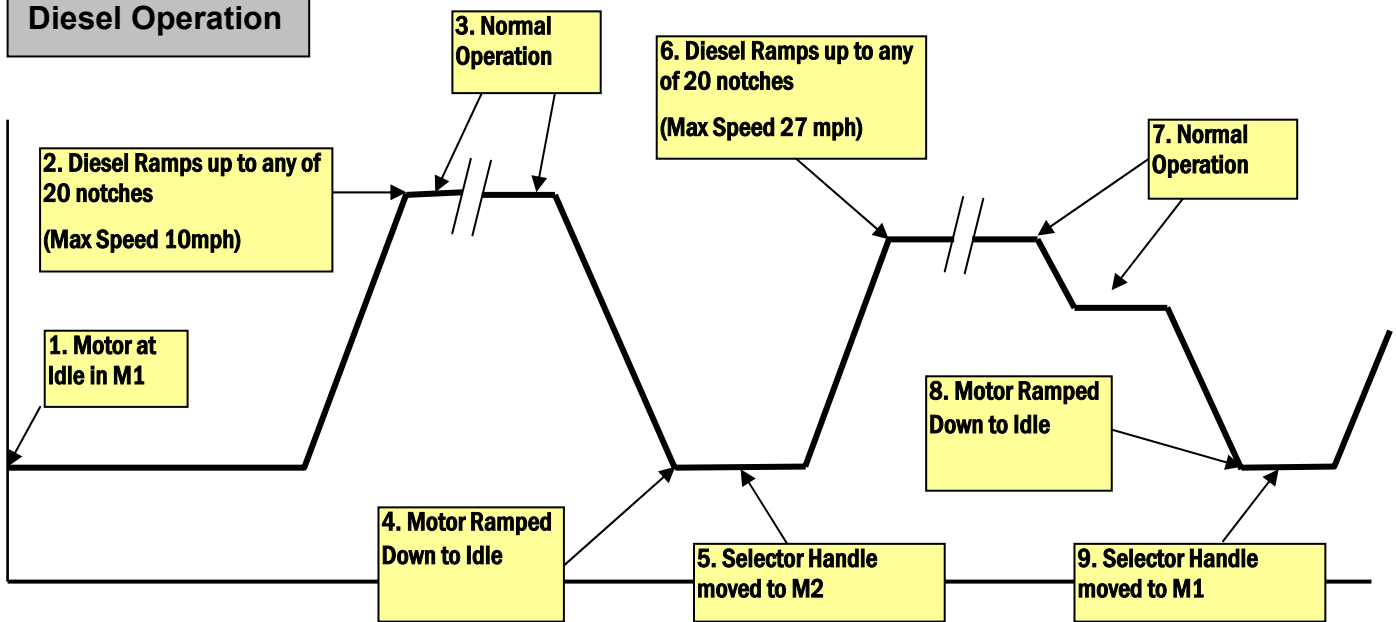 Diesel Operation
1. Motor at
Idle in M1
2. Diesel Ramps up to any of
20 notches
(Max Speed 10mph)
3. Normal
Operation
4. Motor Ramped
Down to Idle
5. Selector Handle
moved to M2
6. Diesel Ramps up to any
of 20 notches
(Max Speed 27 mph)
7. Normal
Operation
8. Motor Ramped
Down to Idle
9. Selector Handle
moved to M1